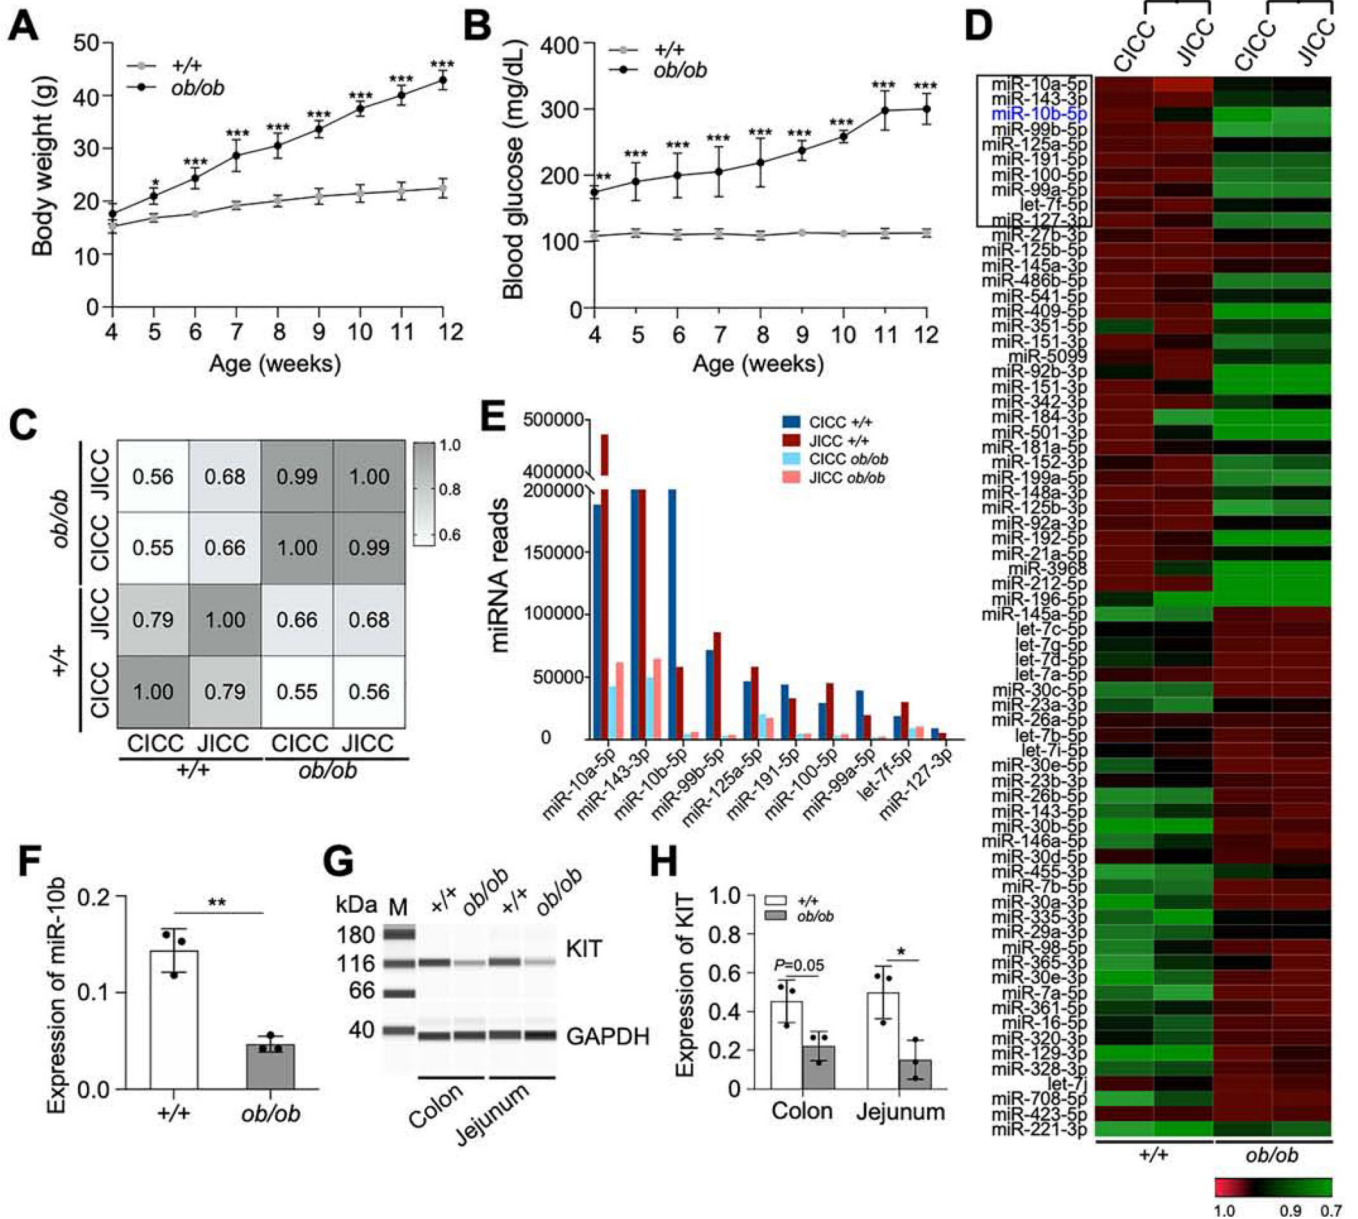 A
Body weight (g)
50
40
30
20
10
0
+/+
ob/ob
*
***
***
***
***
***
***
***
4 5 6 7 8 9 10 11 12
Age (weeks)
B
Blood glucose (mg/dL)
400
300
200
100
0
+/+
ob/ob
**
***
***
***
***
***
***
***
***
4 5 6 7 8 9 10 11 12
Age (weeks)
C
ob/ob
JICC
CICC
+/+
JICC
CICC
0.56 0.68 0.99 1.00
0.55 0.66 1.00 0.99
0.79 1.00 0.66 0.68
1.00 0.79 0.55 0.56
CICC JICC CICC JICC
+/+ ob/ob
1.0
0.8
0.6
E
miRNA reads
500000
400000
200000
150000
100000
50000
0
CICC +/+
JICC +/+
CICC ob/ob
JICC ob/ob
miR-10a-5p
miR-143-3p
miR-10b-5p
miR-99b-5p
miR-125a-5p
miR-191-5p
miR-100-5p
miR-99a-5p
let-7f-5p
miR-127-3p
F
Expression of miR-10b
0.2
0.1
0.0
**
+/+ ob/ob
G
kDa M +/+ ob/ob +/+ ob/ob
180
116
66
40
KIT
GAPDH
Colon
Jejunum
H
Expression of KIT
1.0
0.8
0.6
0.4
0.2
0
+/+
ob/ob
P=0.05
*
Colon Jejunum
D
CICC JICC CICC JICC
miR-10a-5p
miR-143-3p
miR-10b-5p
miR-99b-5p
miR-125a-5p
miR-191-5p
miR-100-5p
miR-99a-5p
let-7f-5p
miR-127-3p
miR-27b-3p
miR-125b-5p
miR-145a-3p
miR-486b-5p
miR-541-5p
miR-409-5p
miR-351-5p
miR-151-3p
miR-5099
miR-92b-3p
miR-151-3p
miR-342-3p
miR-184-3p
miR-501-3p
miR-181a-5p
miR-152-3p
miR-199a-5p
miR-148a-3p
miR-125b-3p
miR-92a-3p
miR-192-5p
miR-21a-5p
miR-3968
miR-212-5p
miR-196-5p
miR-145a-5p
let-7c-5p
let-7g-5p
let-7d-5p
let-7a-5p
miR-30c-5p
miR-23a-3p
miR-26a-5p
let-7b-5p
let-7i-5p
miR-30e-5p
miR-23b-3p
miR-26b-5p
miR-143-5p
miR-30b-5p
miR-146a-5p
miR-30d-5p
miR-455-3p
miR-7b-5p
miR-30a-3p
miR-335-3p
miR-29a-3p
miR-98-5p
miR-365-3p
miR-30e-3p
miR-7a-5p
miR-361-5p
miR-16-5p
miR-320-3p
miR-129-3p
miR-328-3p
let-7j
miR-708-5p
miR-423-5p
miR-221-3p
+/+ ob/ob
1.0 0.9 0.7